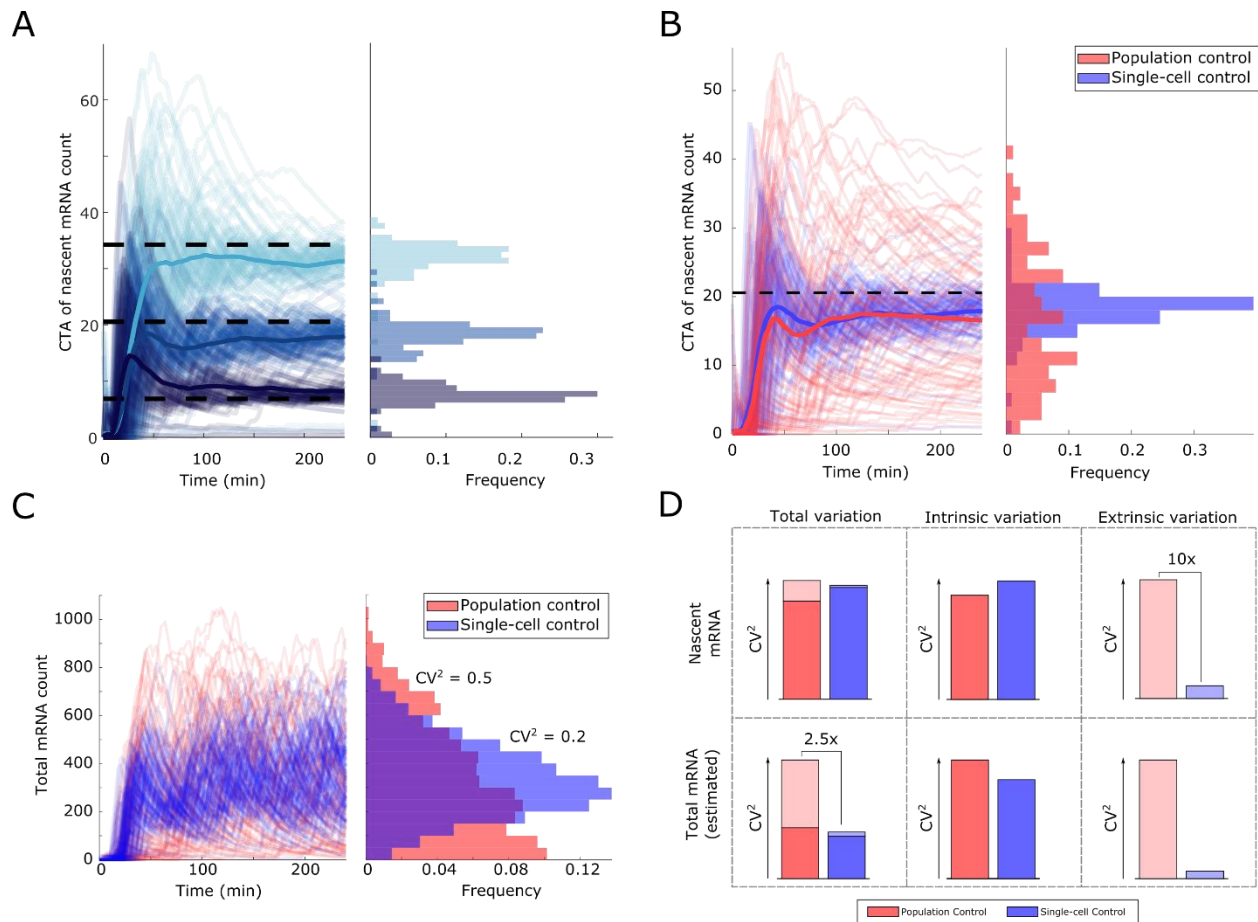 A
CTA of nascent mRNA count
60
40
20
0
0
100
200
Time (min)
0
0.1
0.2
0.3
Frequency
B
Population control
Single-cell control
CTA of nascent mRNA count
50
40
30
20
10
0
0
100
200
Time (min)
0
0.1
0.2
0.3
Frequency
C
Total mRNA count
1000
800
600
400
200
0
0
100
200
Time (min)
Population control
Single-cell control
CV² = 0.5
CV² = 0.2
0
0.04
0.08
0.12
Frequency
D
Total variation
Intrinsic variation
Extrinsic variation
Nascent
mRNA
CV²
CV²
CV²
10x
Total mRNA
(estimated)
CV²
2.5x
CV²
CV²
Population Control
Single-cell Control